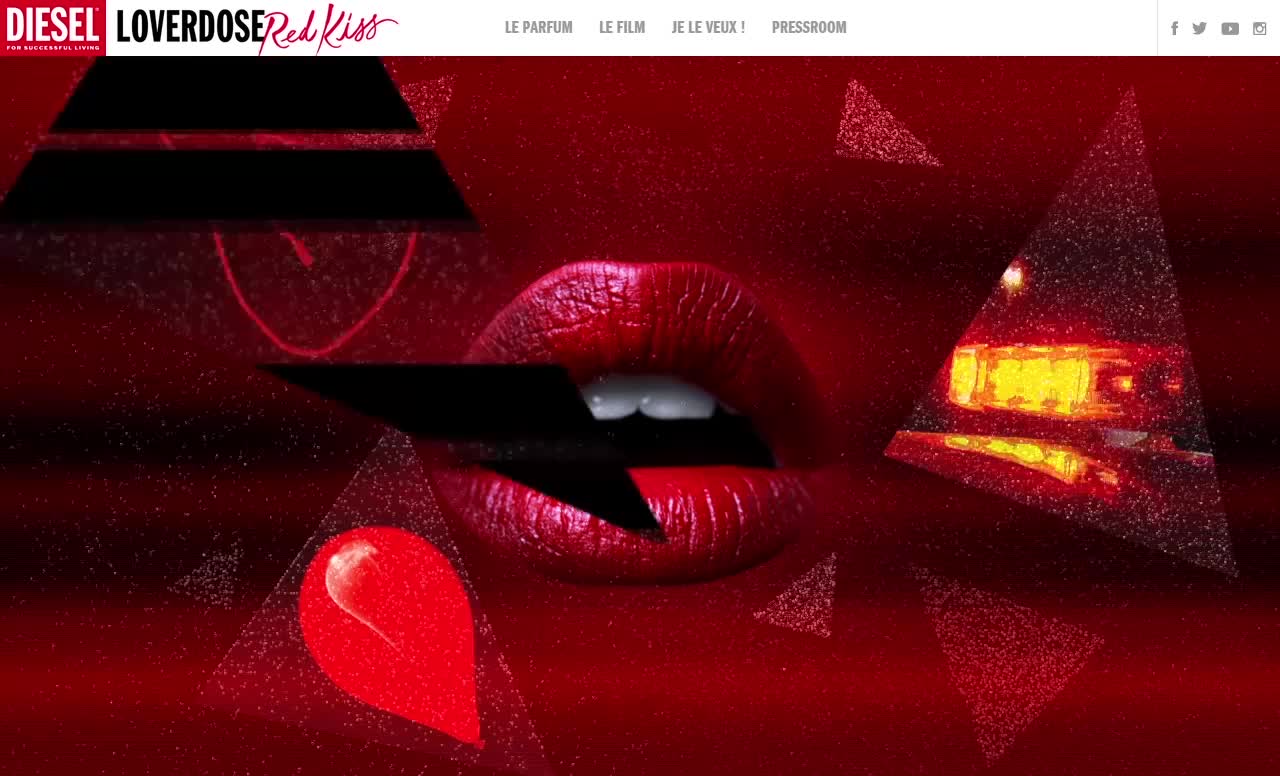 DIESEL
FOR SUCCESSFUL LIVING
LOVERDOSE Red Kiss
LE PARFUM
LE FILM
JE LE VEUX !
PRESSROOM